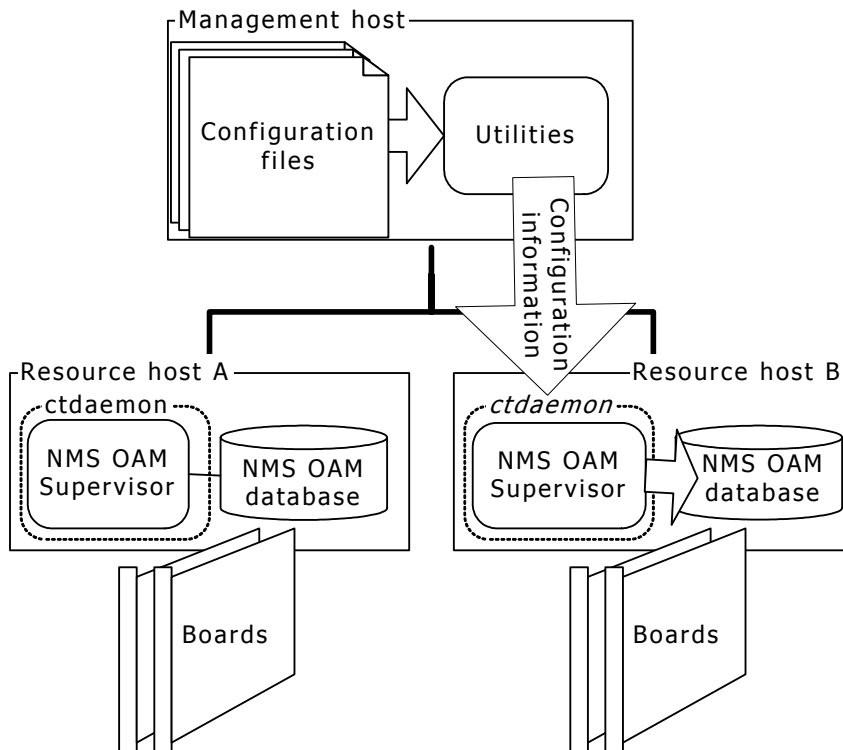 Management host
Configuration
files
Utilities
Configuration
information
Resource host A
ctdaemon
NMS OAM
Supervisor
NMS OAM
database
Boards
Resource host B
ctdaemon
NMS OAM
Supervisor
NMS OAM
database
Boards